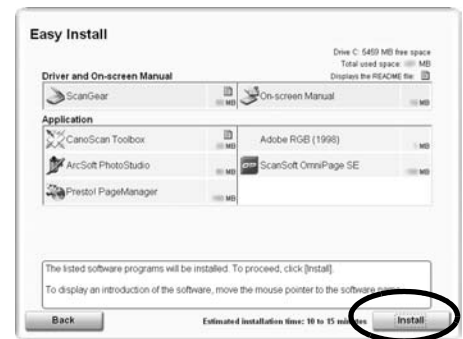 Easy Install
Drive C: 5459 MB free space
Total used space: MB
Driver and On-screen Manual
Displays the README file:
ScanGear MB
On-screen Manual MB
Application
CanoScan Toolbox MB
Adobe RGB (1998) MB
ArcSoft PhotoStudio MB
ScanSoft OmniPage SE MB
Presto! PageManager MB
The listed software programs will be installed. To proceed, click [Install].
To display an introduction of the software, move the mouse pointer to the software name.
Back
Estimated installation time: 10 to 15 minutes
Install